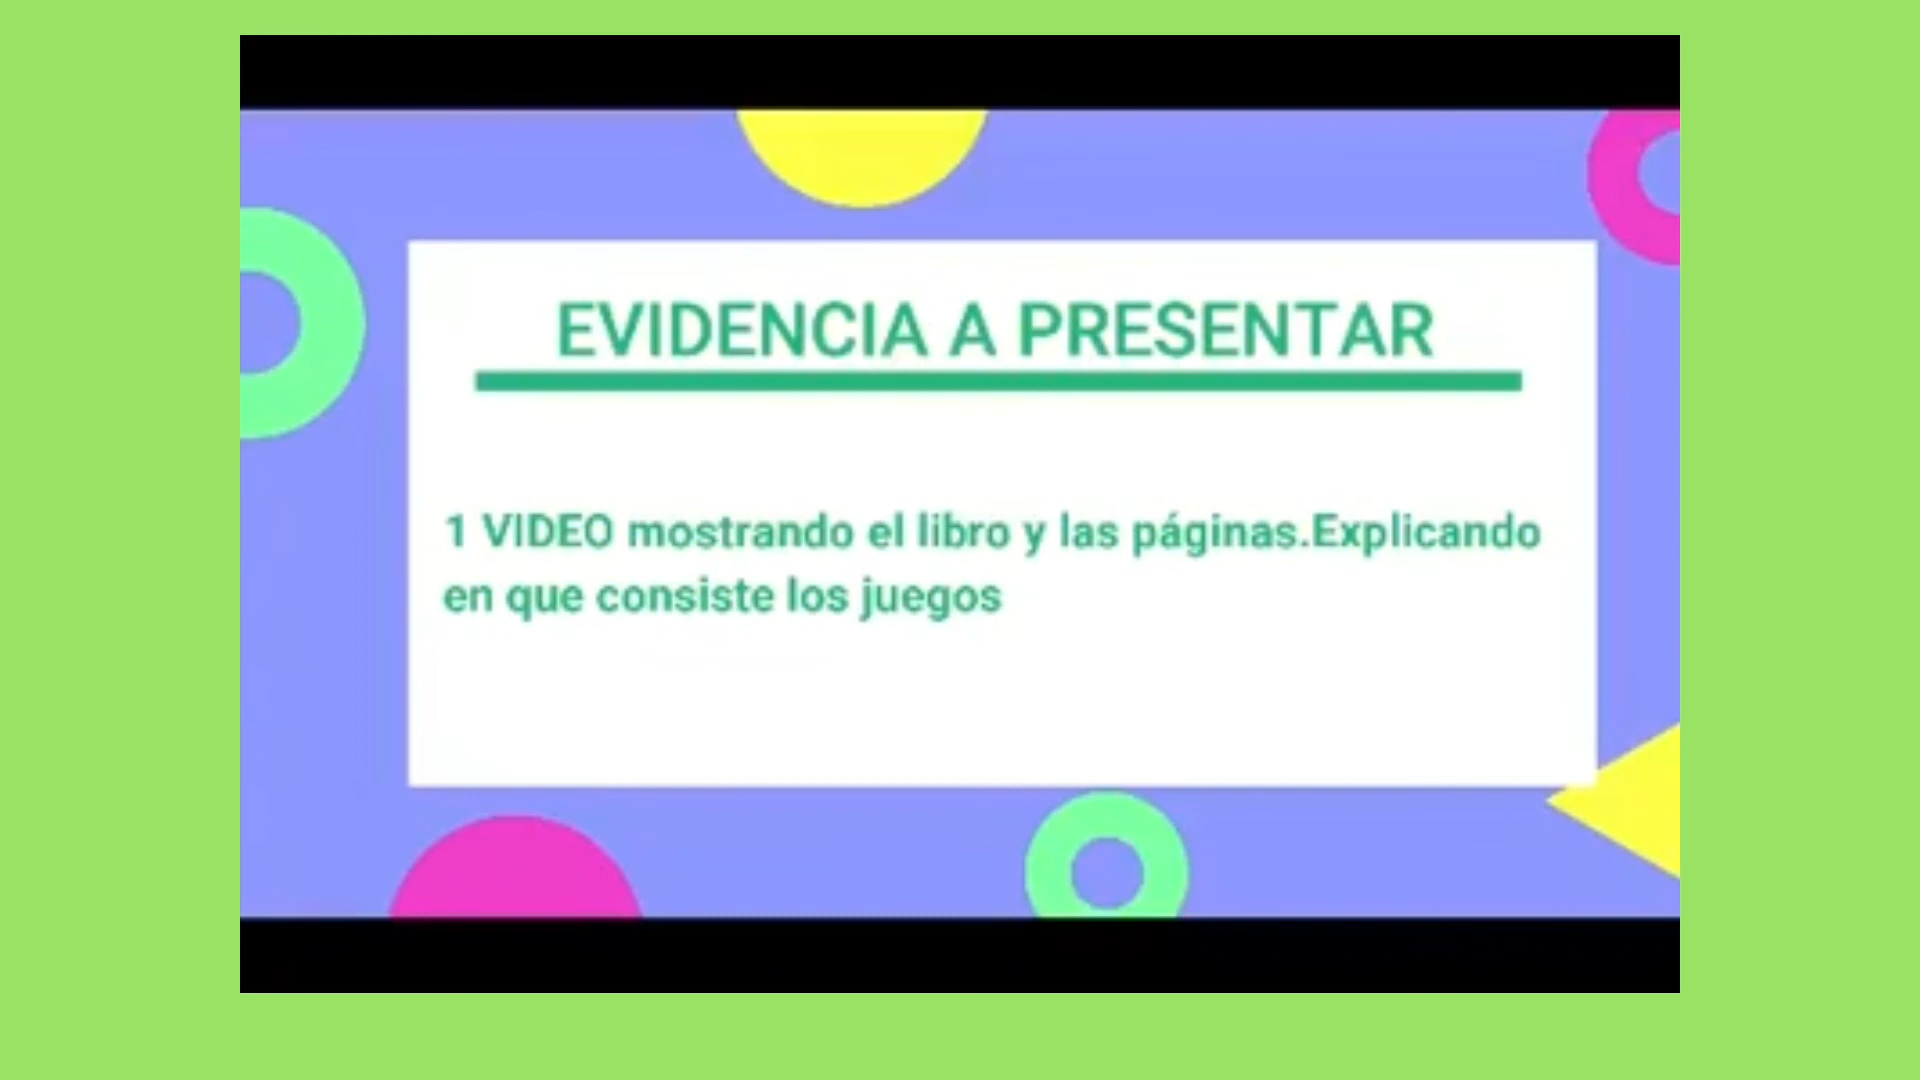 EVIDENCIA A PRESENTAR
1 VIDEO mostrando el libro y las páginas.Explicando
en que consiste los juegos